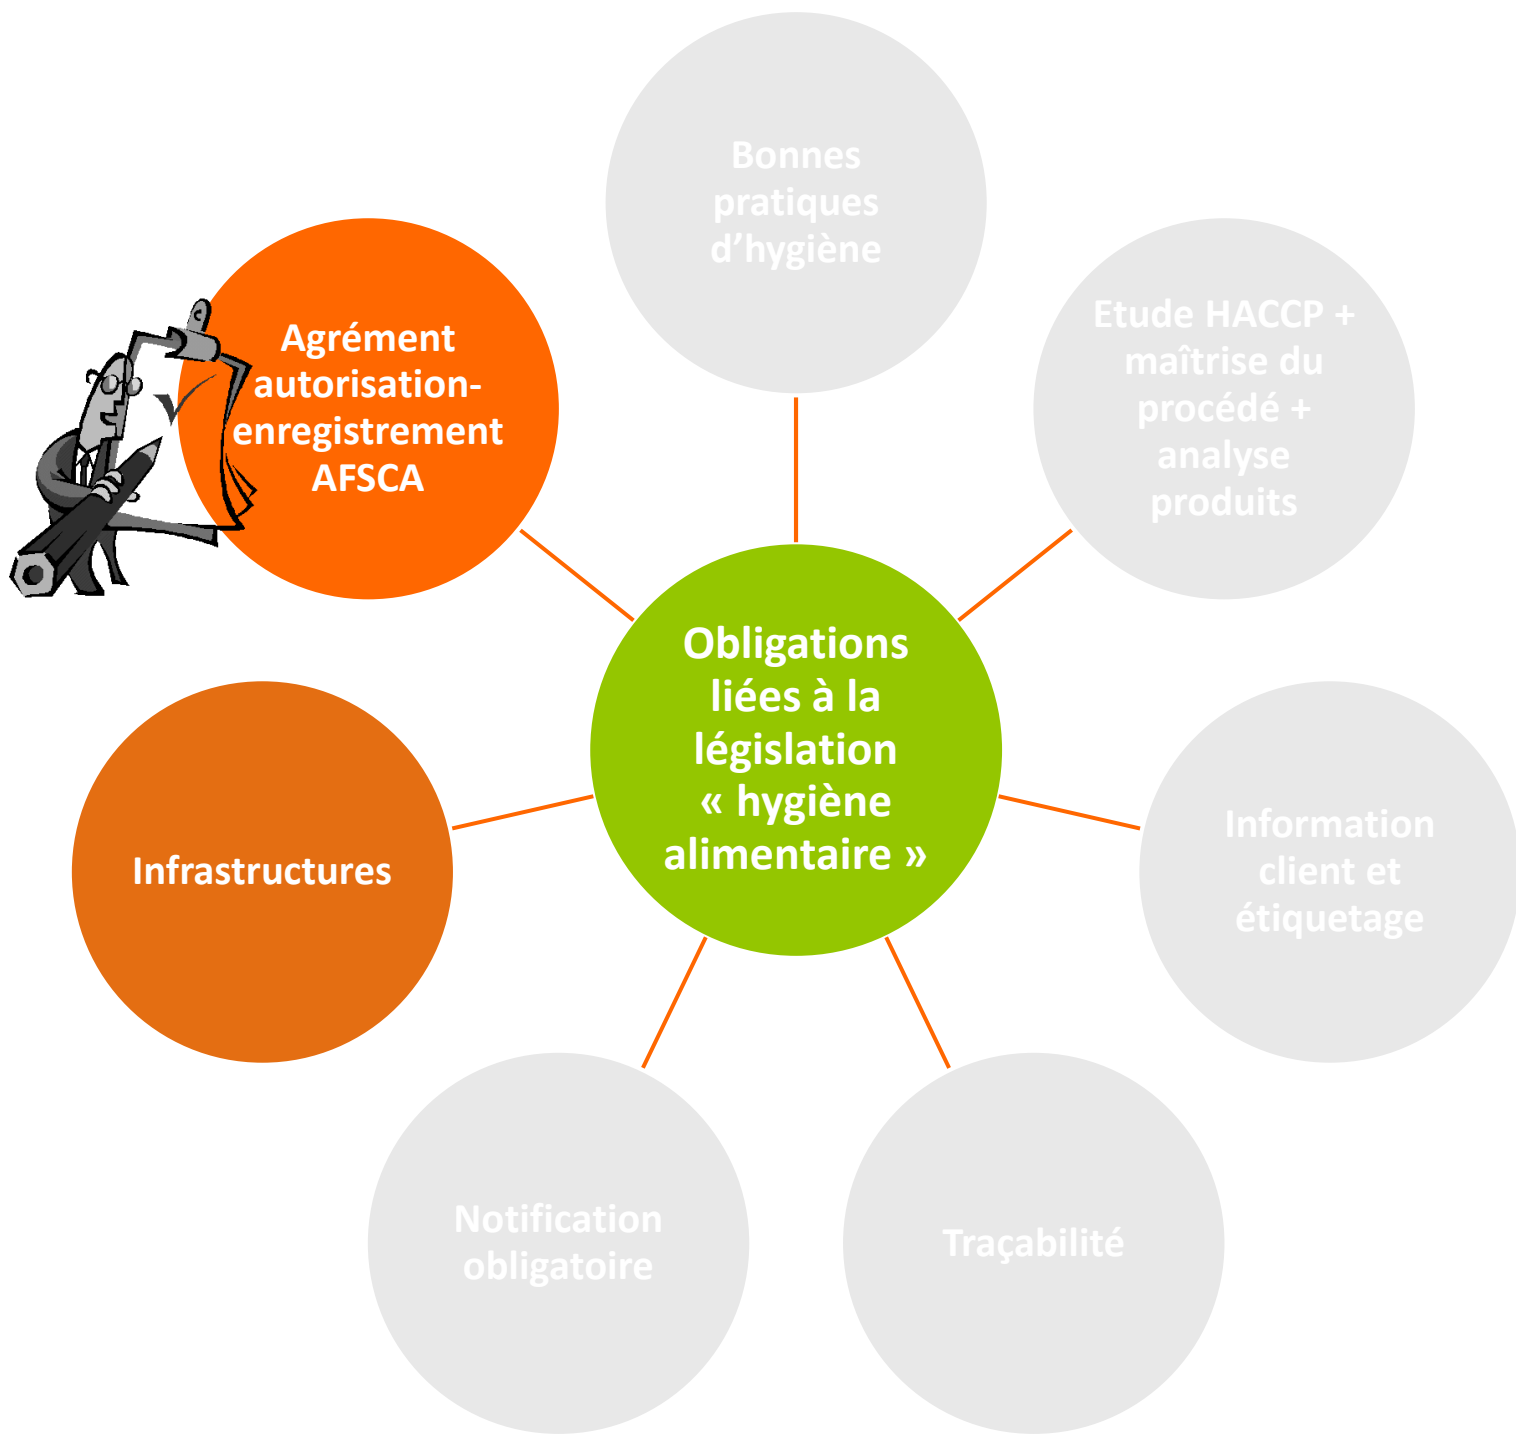 Bonnes
pratiques
d'hygiène
Etude HACCP +
maîtrise du
procédé +
analyse
produits
Information
client et
étiquetage
Traçabilité
Notification
obligatoire
Infrastructures
Agrément
autorisation-
enregistrement
AFSCA
Obligations
liées à la
législation
« hygiène
alimentaire »